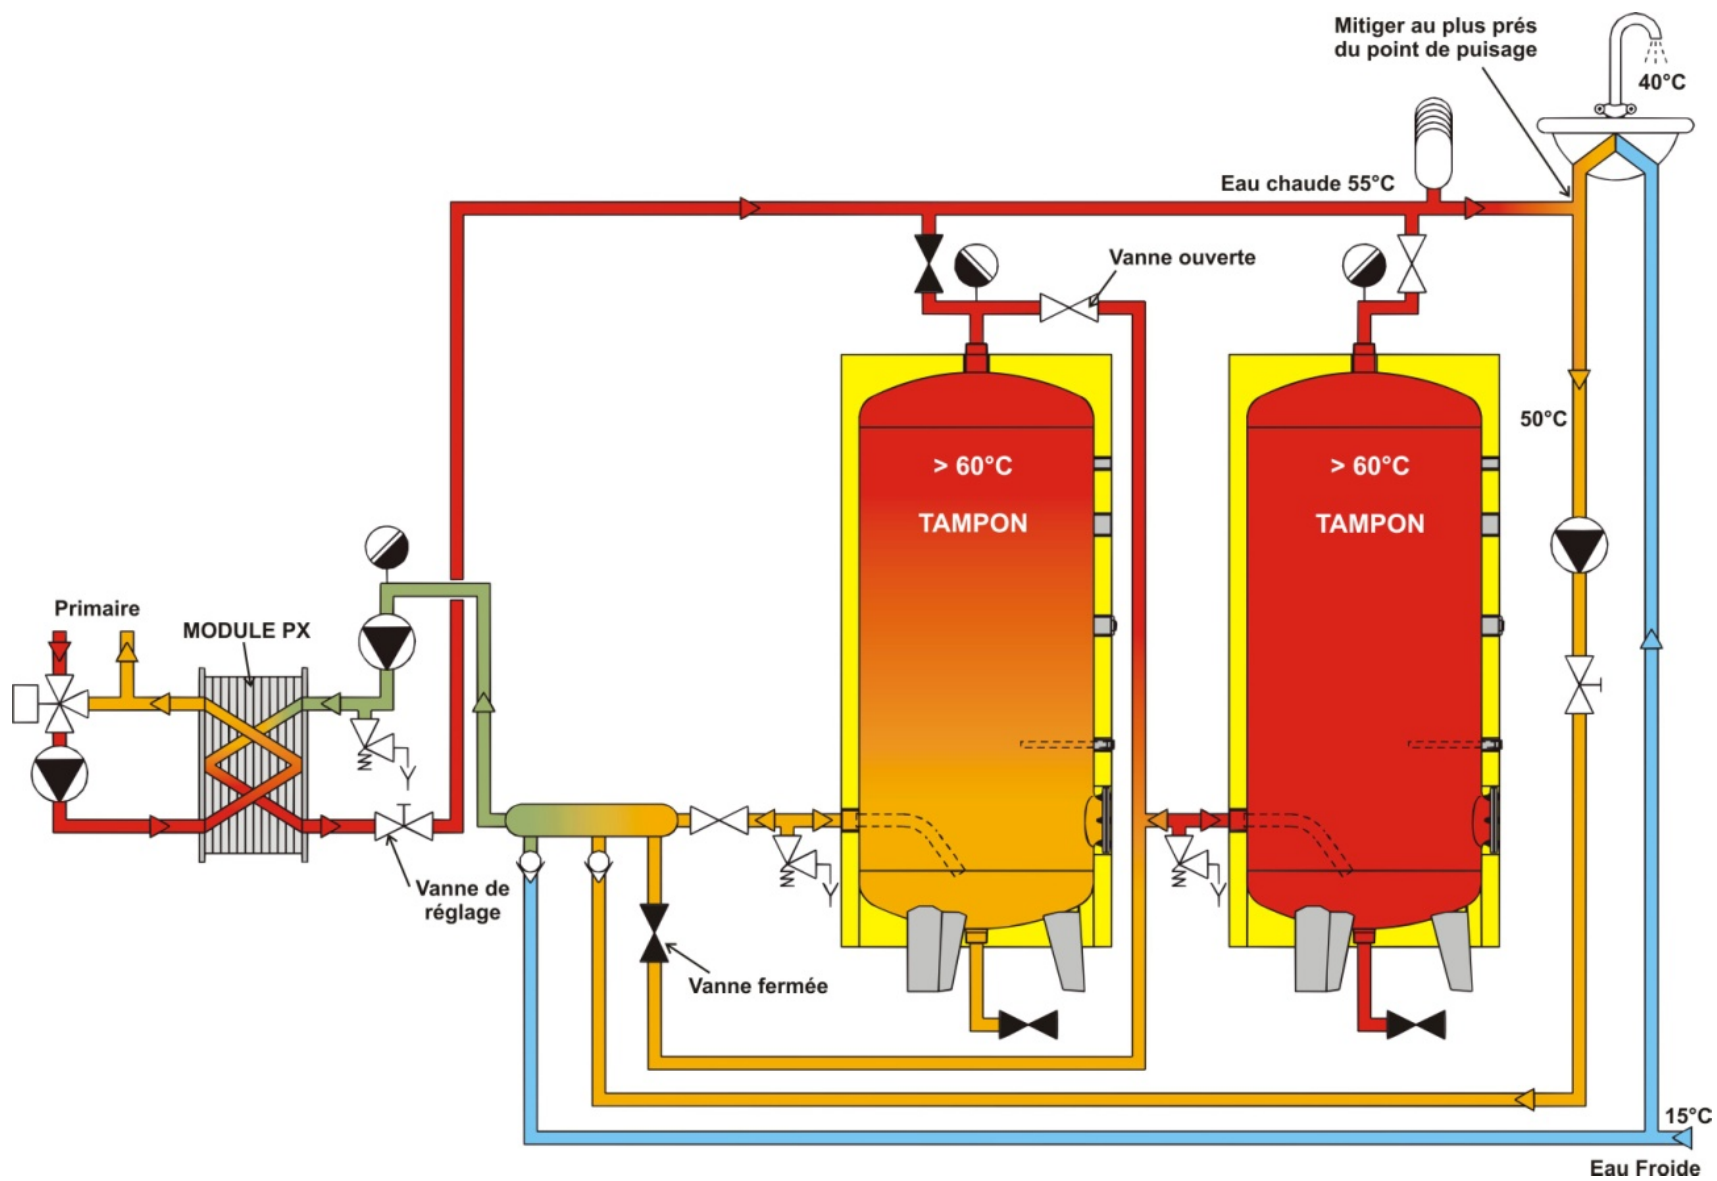 Mitiger au plus prés
du point de puisage
40°C
Eau chaude 55°C
Vanne ouverte
50°C
> 60°C
TAMPON
> 60°C
TAMPON
Primaire
MODULE PX
Vanne de
réglage
Vanne fermée
15°C
Eau Froide